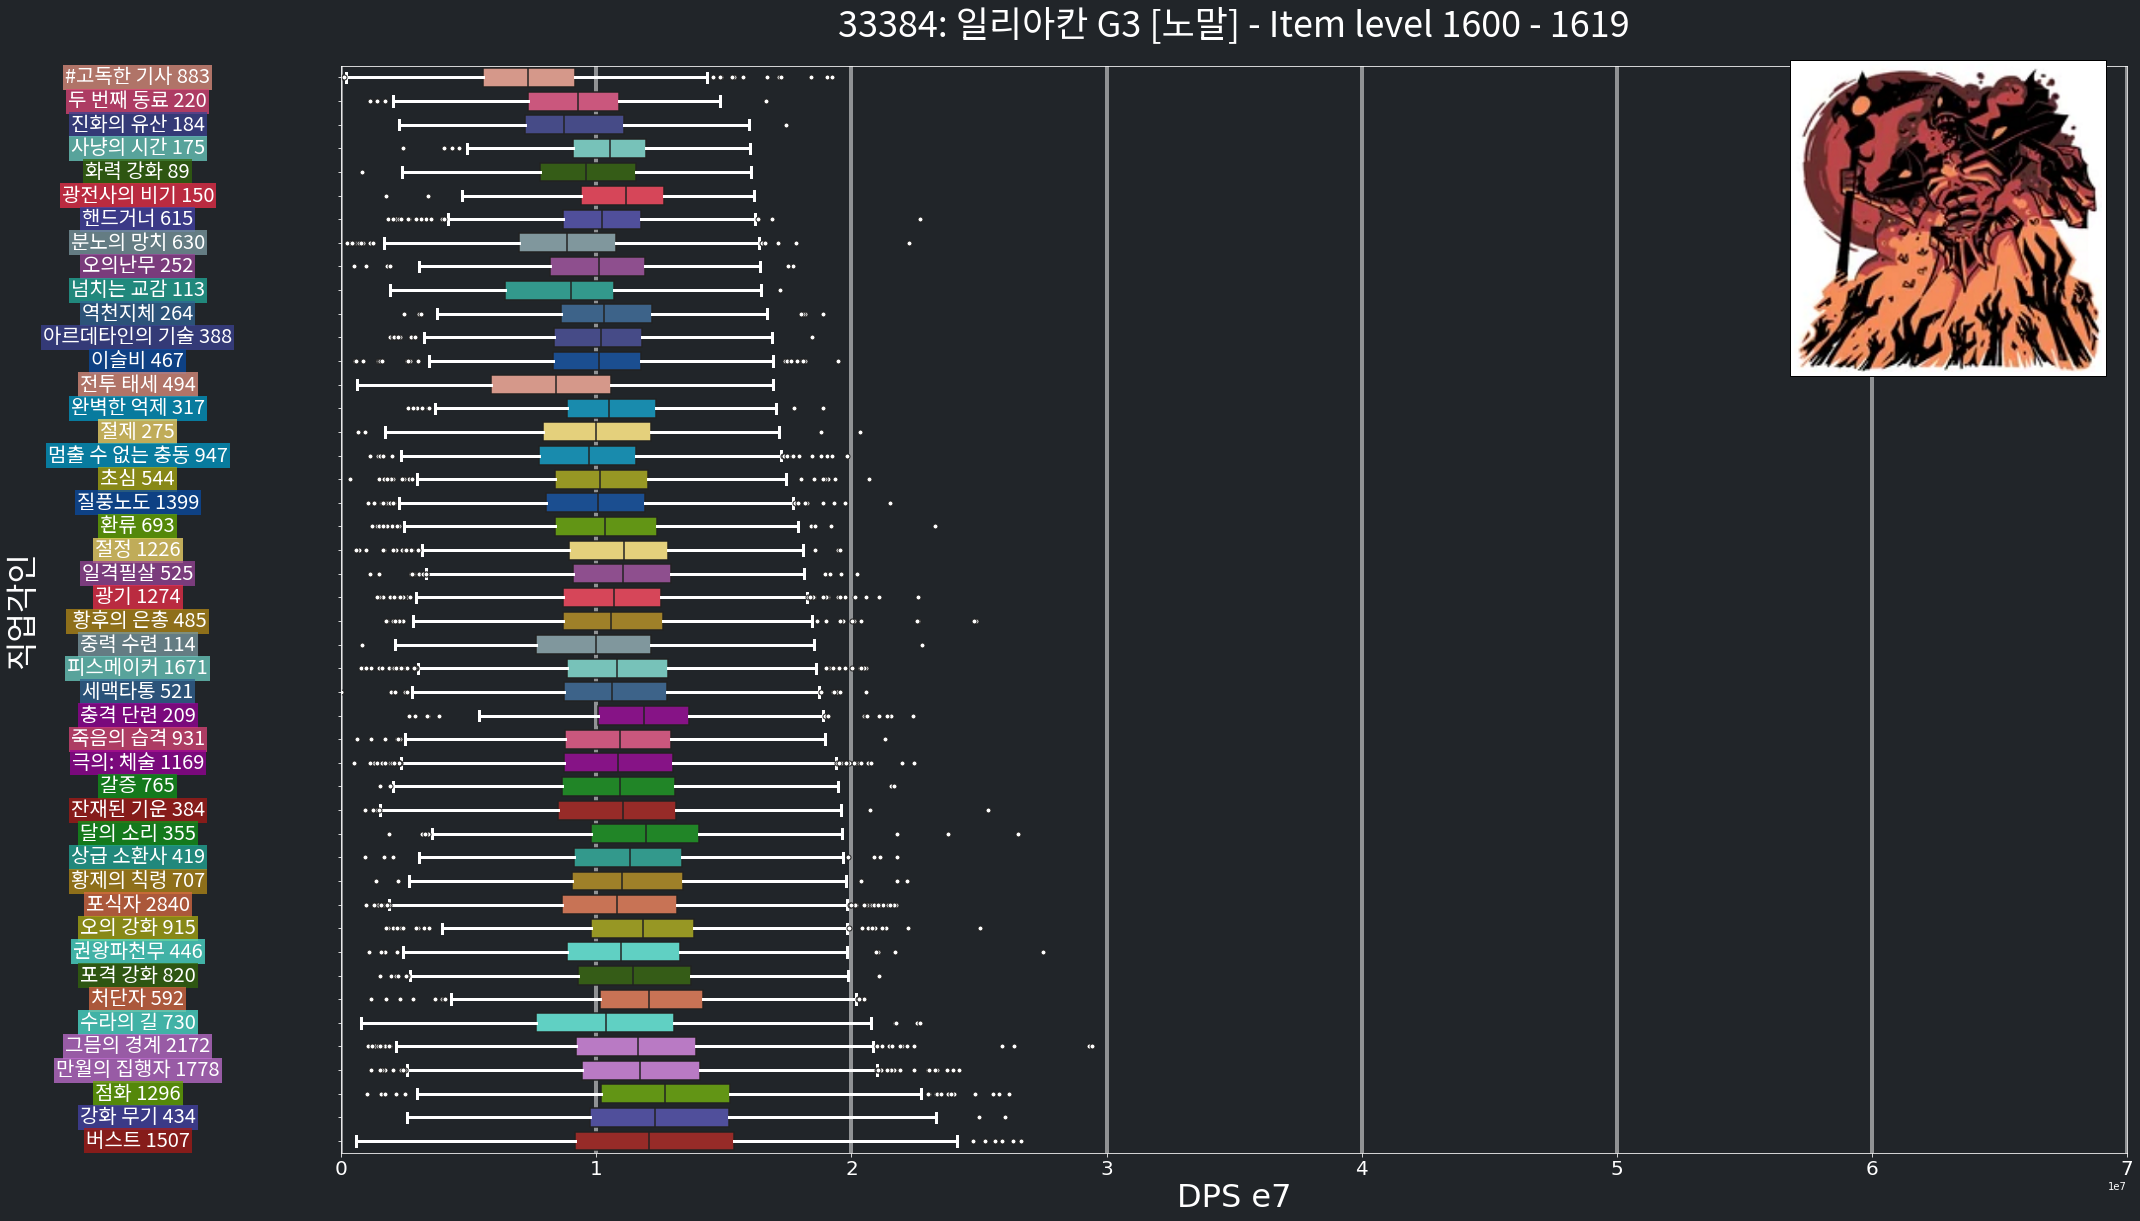 33384: 일리아칸 G3 [노말] - Item level 1600 - 1619
#고독한 기사 883
두 번째 동료 220
진화의 유산 184
사냥의 시간 175
화력 강화 89
광전사의 비기 150
핸드거너 615
분노의 망치 630
오의난무 252
넘치는 교감 113
역천지체 264
아르데타인의 기술 388
이슬비 467
전투 태세 494
완벽한 억제 317
절제 275
멈출 수 없는 충동 947
초심 544
질풍노도 1399
환류 693
절정 1226
일격필살 525
광기 1274
황후의 은총 485
중력 수련 114
피스메이커 1671
세맥타통 521
충격 단련 209
죽음의 습격 931
극의: 체술 1169
갈증 765
잔재된 기운 384
달의 소리 355
상급 소환사 419
황제의 칙령 707
포식자 2840
오의 강화 915
권왕파천무 446
포격 강화 820
처단자 592
수라의 길 730
그믐의 경계 2172
만월의 집행자 1778
점화 1296
강화 무기 434
버스트 1507
직업각인
0 1 2 3 4 5 6 7
1e7
DPS e7